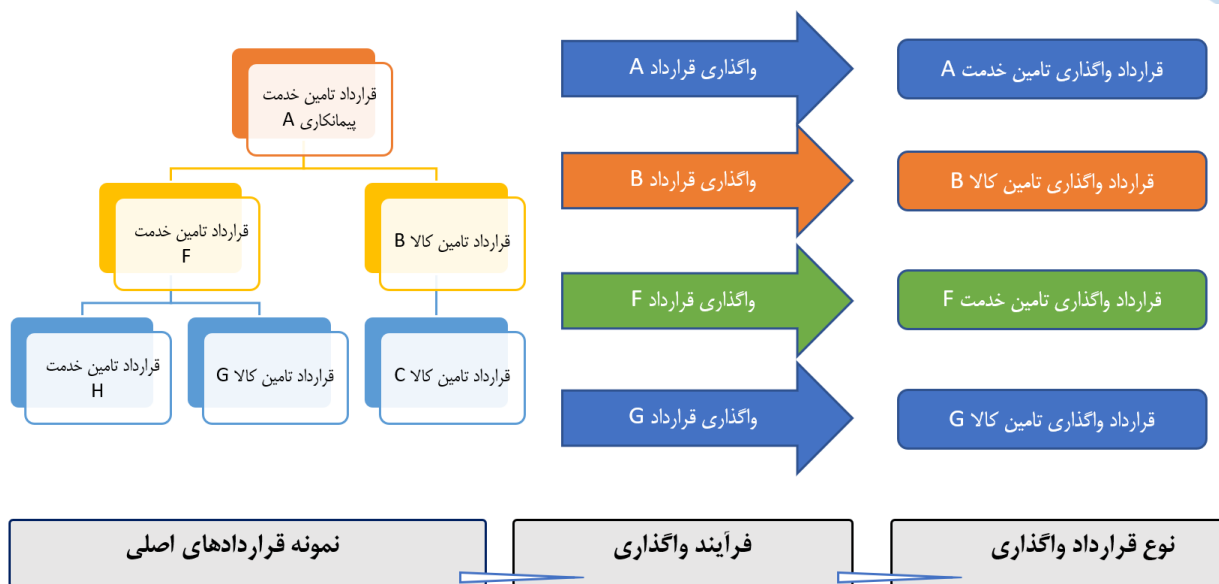 قرارداد تامین خدمت
پیمانکاری A
قرارداد تامین خدمت
F
قرارداد تامین کالا B
قرارداد تامین خدمت
H
قرارداد تامین کالا G
قرارداد تامین کالا C
واگذاری قرارداد A
واگذاری قرارداد B
واگذاری قرارداد F
واگذاری قرارداد G
قرارداد واگذاری تامین خدمت A
قرارداد واگذاری تامین کالا B
قرارداد واگذاری تامین خدمت F
قرارداد واگذاری تامین کالا G
نمونه قراردادهای اصلی
فرآیند واگذاری
نوع قرارداد واگذاری